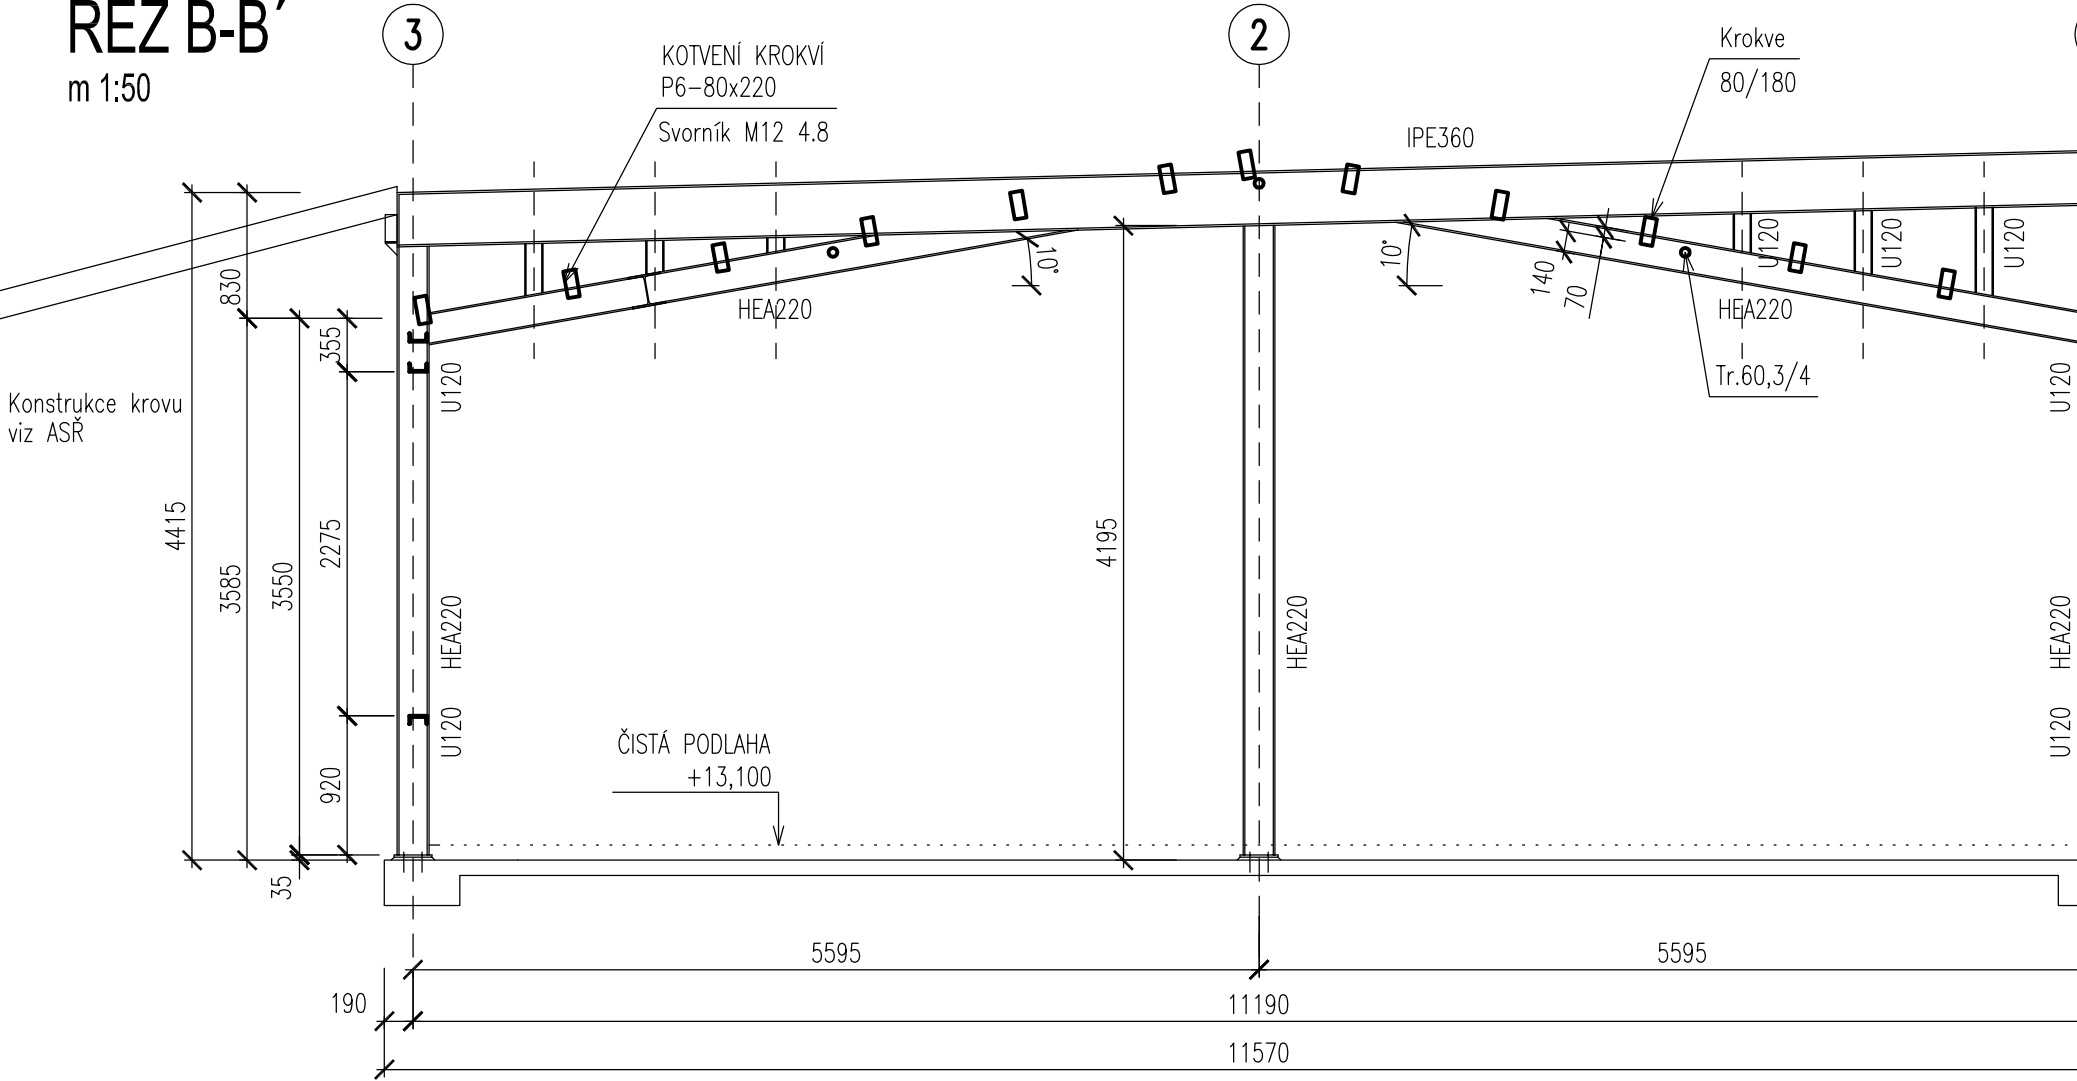 ŘEZ B-B´
m 1:50
3
2
KOTVENÍ KROKVÍ
P6-80x220
Svorník M12 4.8
Krokve
80/180
IPE360
HEA220
10°
10°
140
70
U120
U120
U120
HEA220
Tr.60,3/4
Konstrukce krovu
viz ASŘ
830
355
U120
U120
4415
3585
3550
2275
4195
HEA220
HEA220
HEA220
U120
U120
920
35
ČISTÁ PODLAHA
+13,100
5595
5595
190
11190
11570